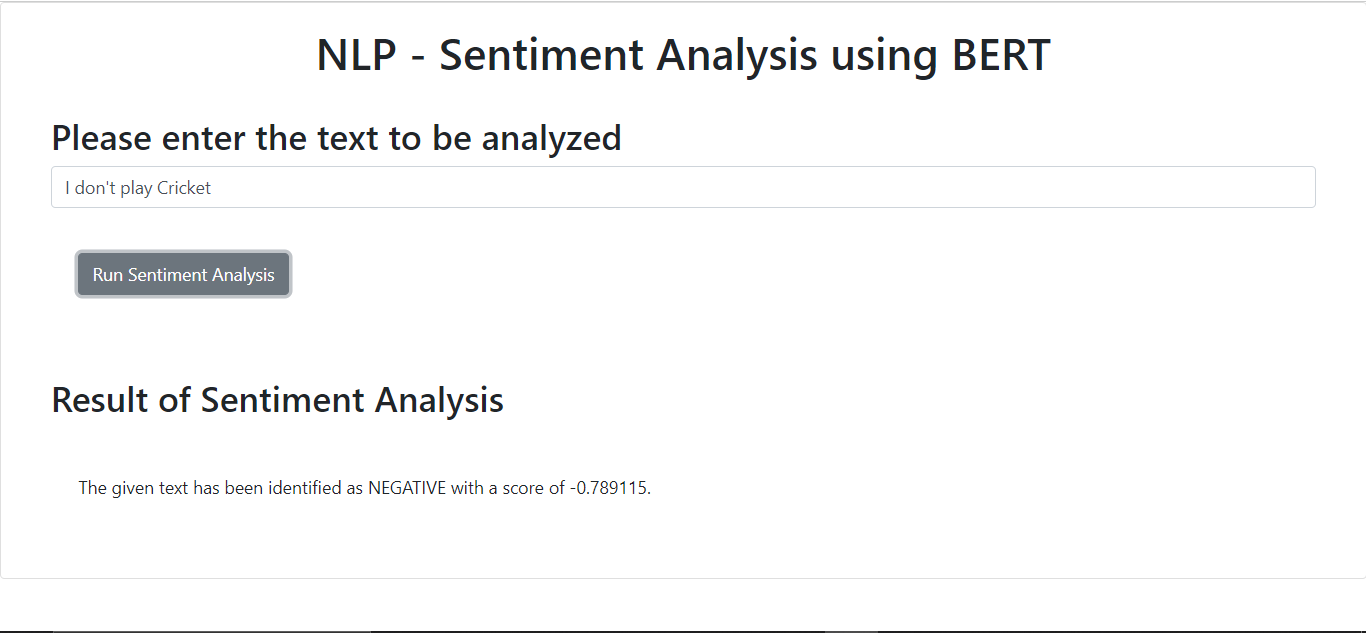 NLP - Sentiment Analysis using BERT
Please enter the text to be analyzed
I don't play Cricket
Run Sentiment Analysis
Result of Sentiment Analysis
The given text has been identified as NEGATIVE with a score of -0.789115.